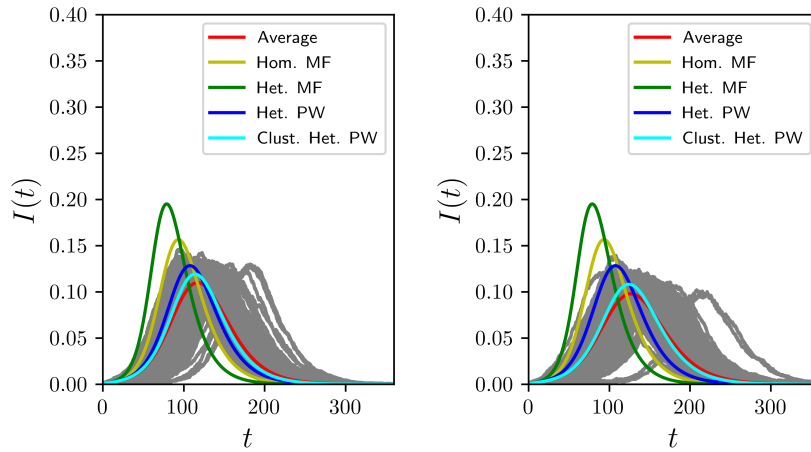 0.40
0.35
0.30
0.25
0.20
0.15
0.10
0.05
0.00
I(t)
0
100
200
300
t
Average
Hom. MF
Het. MF
Het. PW
Clust. Het. PW
0.40
0.35
0.30
0.25
0.20
0.15
0.10
0.05
0.00
I(t)
0
100
200
300
t
Average
Hom. MF
Het. MF
Het. PW
Clust. Het. PW